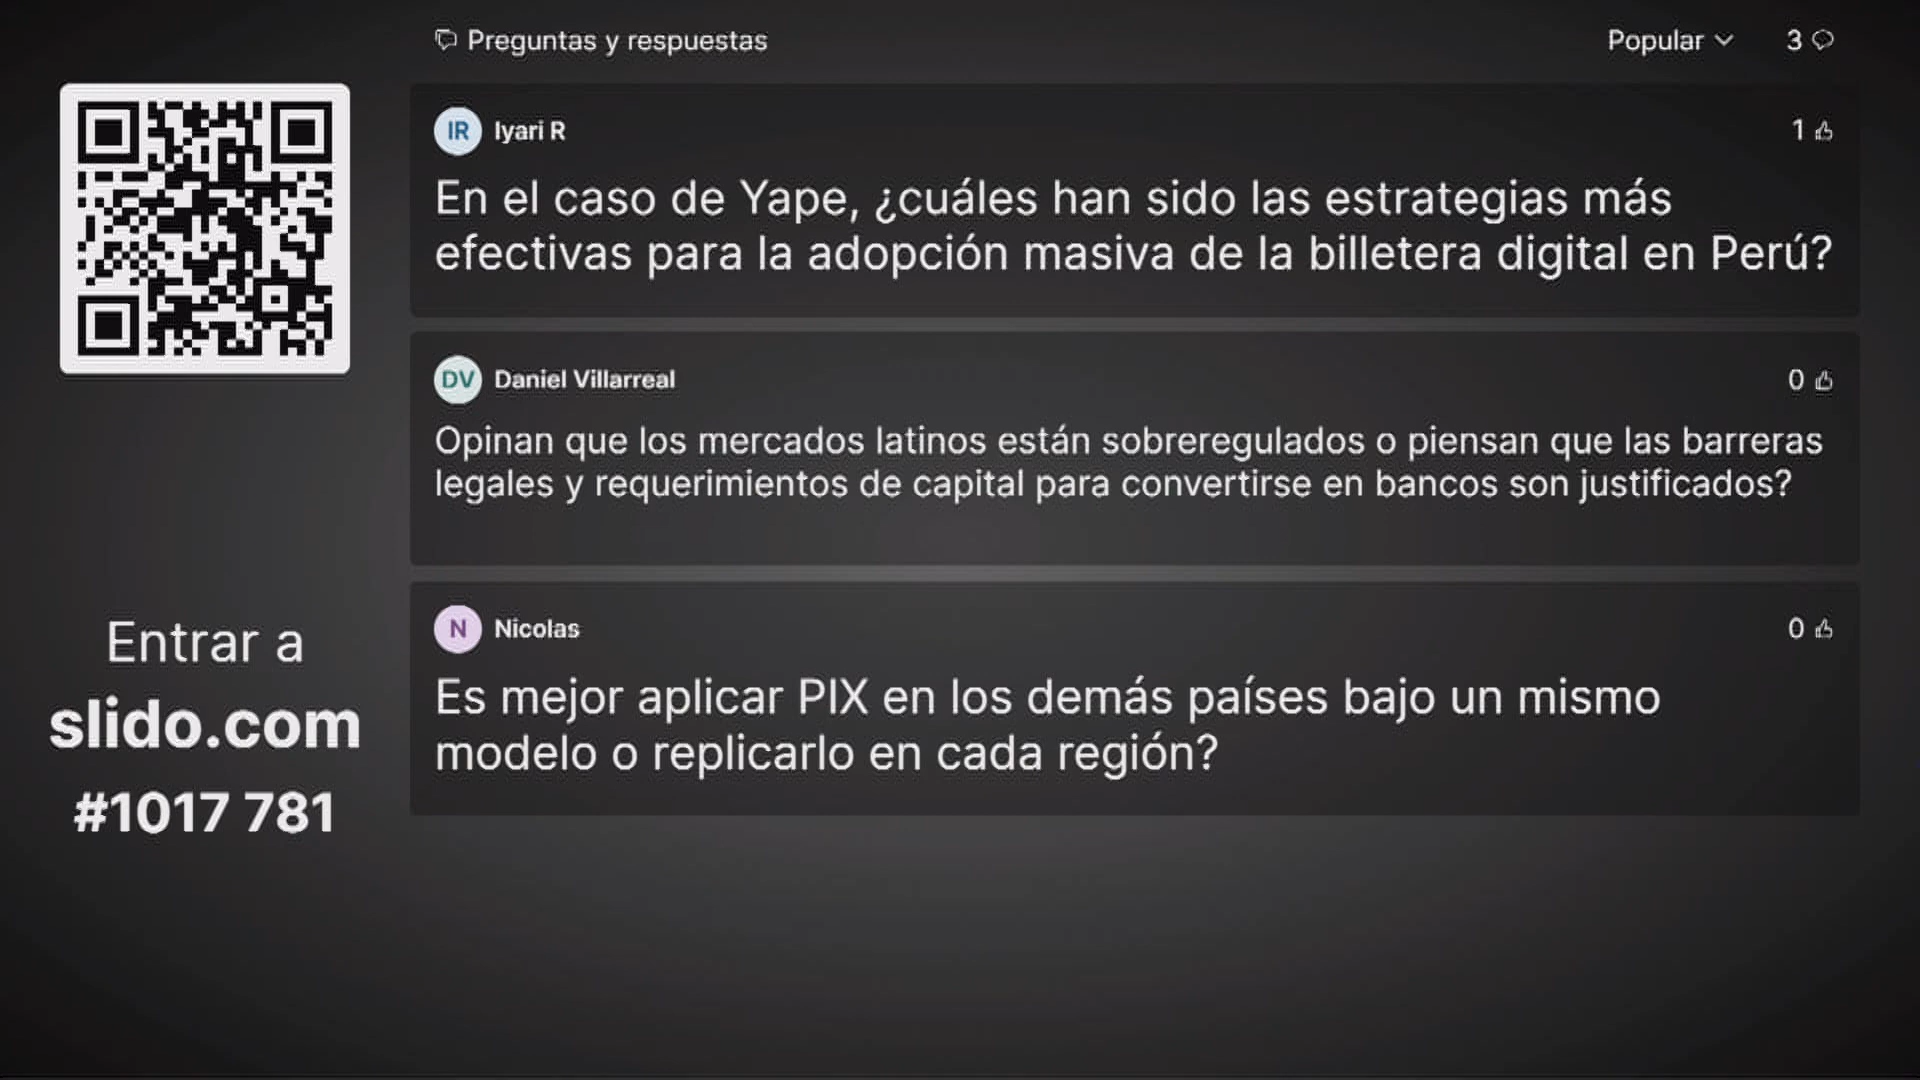 Preguntas y respuestas
Popular
3
IR
Iyari R
1
En el caso de Yape, ¿cuáles han sido las estrategias más
efectivas para la adopción masiva de la billetera digital en Perú?
DV
Daniel Villarreal
0
Opinan que los mercados latinos están sobreregulados o piensan que las barreras
legales y requerimientos de capital para convertirse en bancos son justificados?
N
Nicolas
0
Es mejor aplicar PIX en los demás países bajo un mismo
modelo o replicarlo en cada región?
Entrar a
slido.com
#1017 781